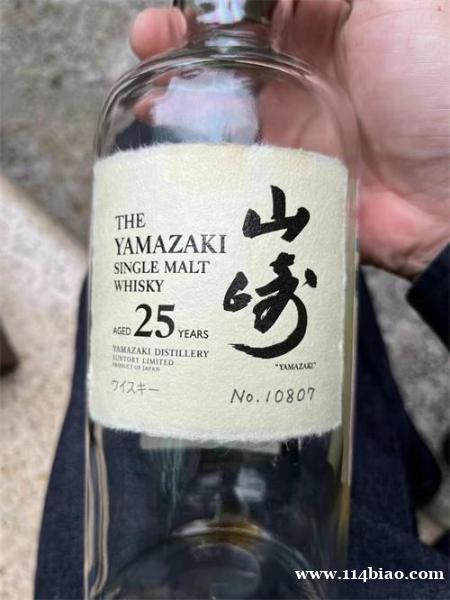 THE
YAMAZAKI
SINGLE MALT
WHISKY
AGED 25 YEARS
YAMAZAKI DISTILLERY
SUNTORY LIMITED
PRODUCT OF JAPAN
ウイスキー
山崎
"YAMAZAKI"
No.10807
www.114biao.com